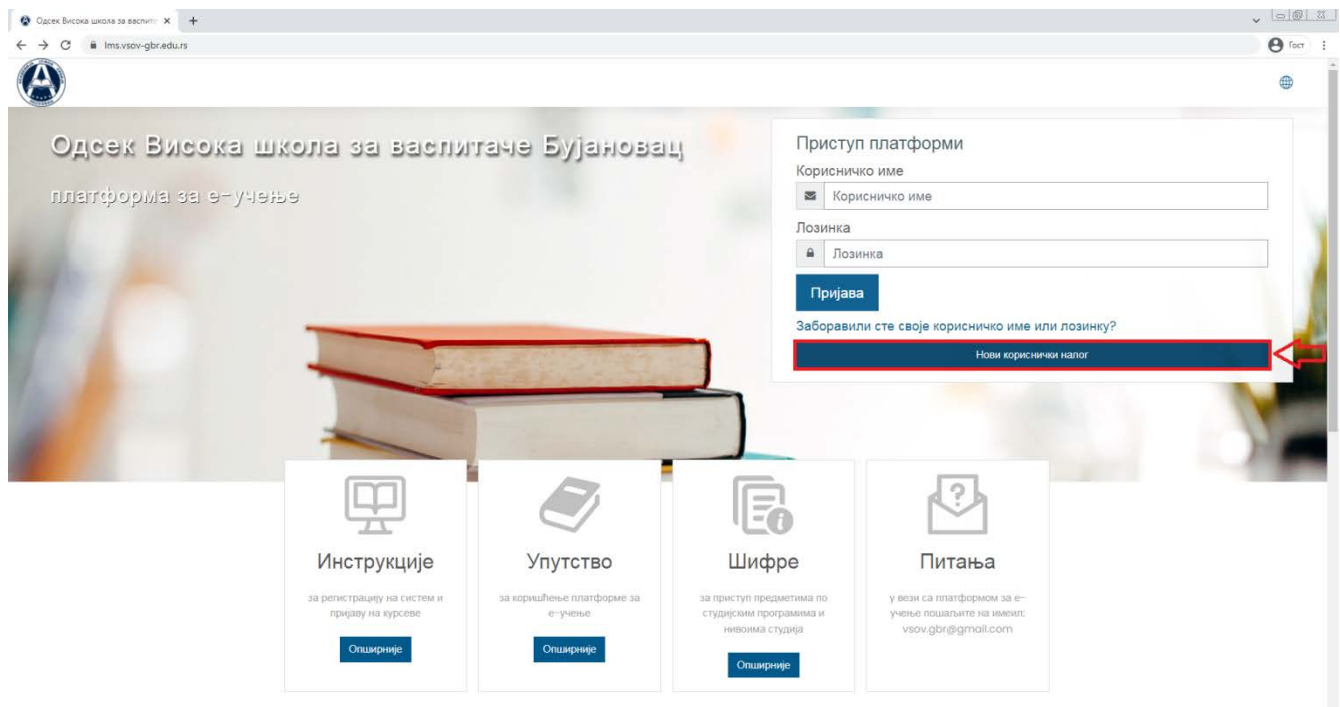 Одсек Висока школа за васпит
lms.vsov-gbr.edu.rs
Гост
Одсек Висока школа за васпитаче Бујановац
платформа за е-учење
Приступ платформи
Корисничко име
Корисничко име
Лозинка
Лозинка
Пријава
Заборавили сте своје корисничко име или лозинку?
Нови кориснички налог
Инструкције
за регистрацију на систем и
пријаву на курсеве
Опширније
Упутство
за коришћење платформе за
е-учење
Опширније
Шифре
за приступ предметима по
студијским програмима и
нивоима студија
Опширније
Питања
у вези са платформом за е-
учење пошаљите на имеил:
vsov.gbr@gmail.com